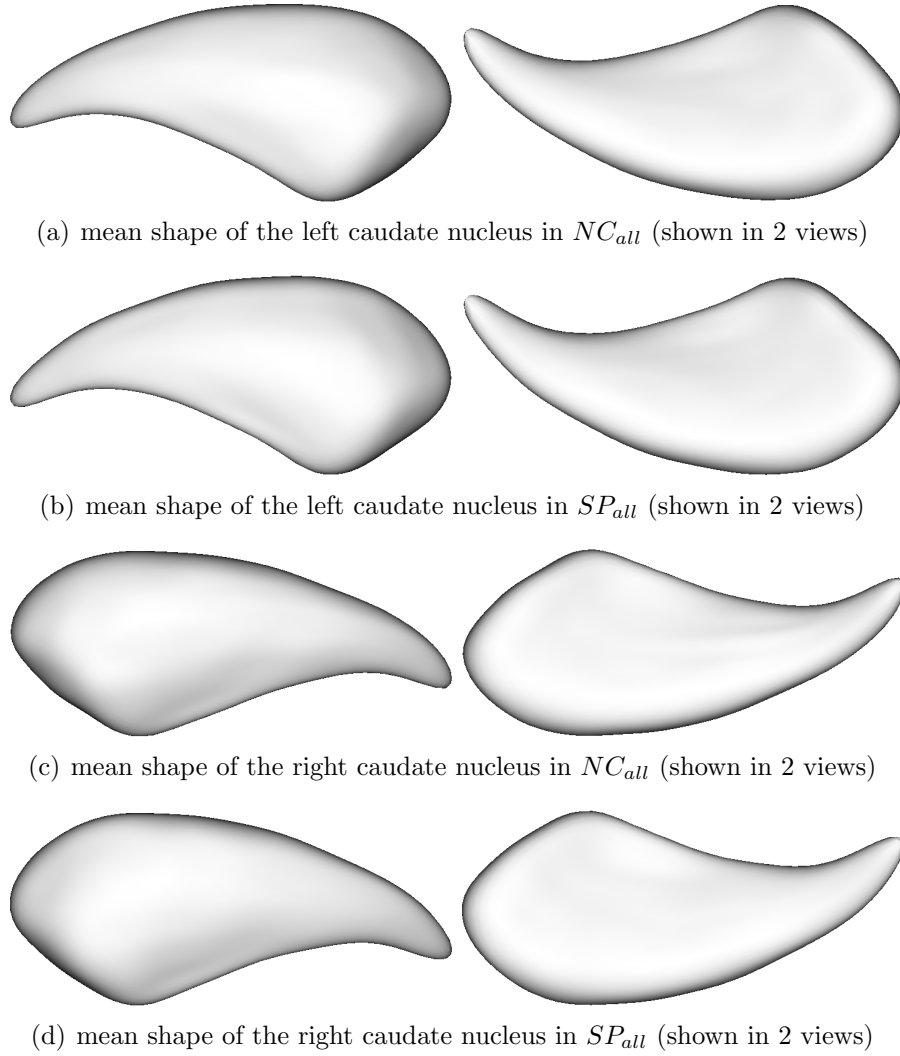 (a) mean shape of the left caudate nucleus in NC_all (shown in 2 views)
(b) mean shape of the left caudate nucleus in SP_all (shown in 2 views)
(c) mean shape of the right caudate nucleus in NC_all (shown in 2 views)
(d) mean shape of the right caudate nucleus in SP_all (shown in 2 views)